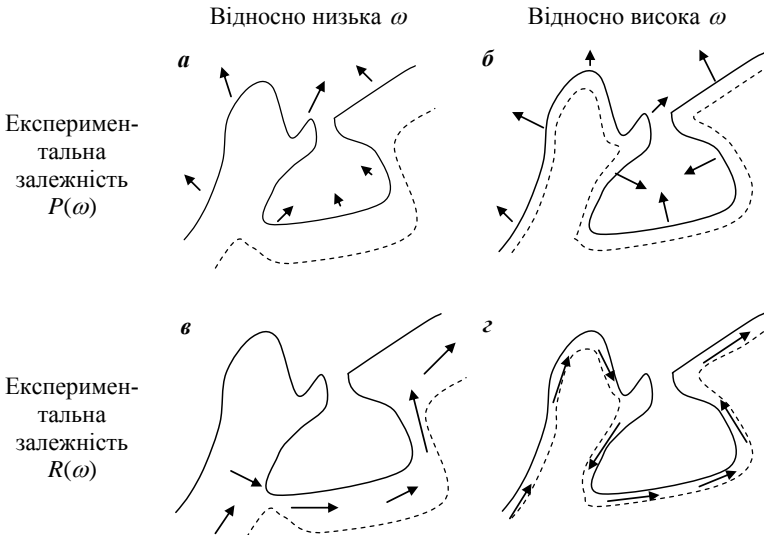 Відносно низька ω
Відносно висока ω
а
б
Експеримен-
тальна
залежність
P(ω)
в
г
Експеримен-
тальна
залежність
R(ω)